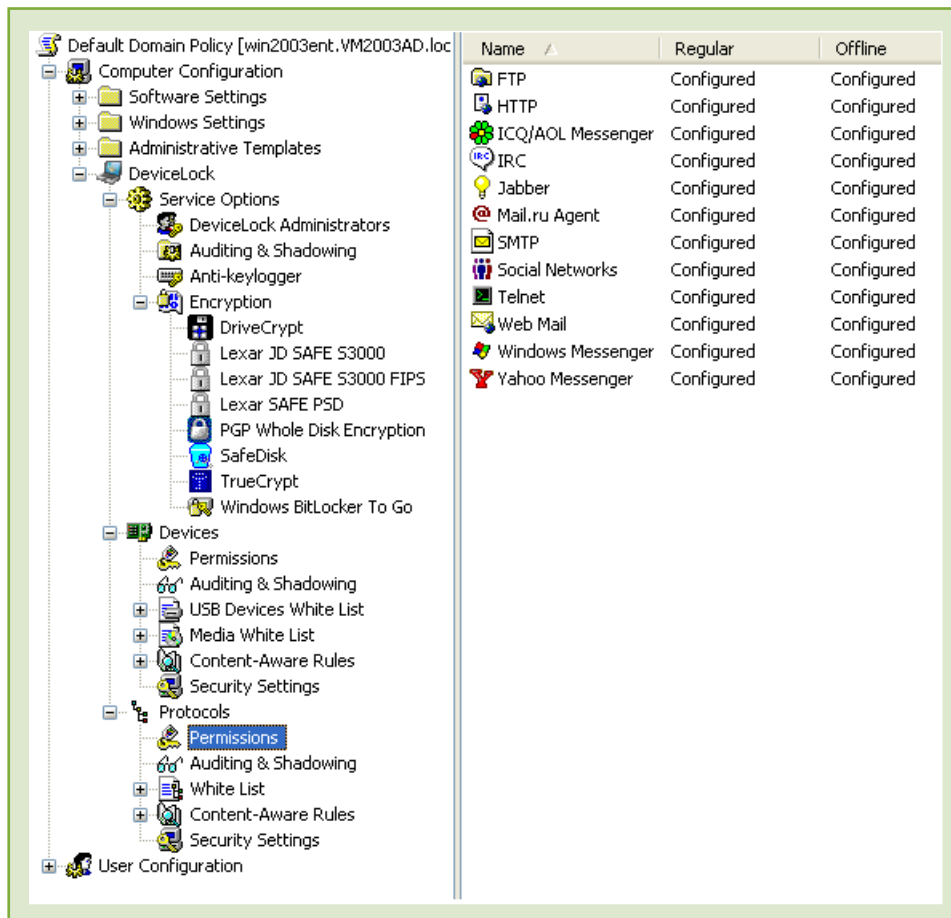 Default Domain Policy [win2003ent.VM2003AD.loc
Computer Configuration
Software Settings
Windows Settings
Administrative Templates
DeviceLock
Service Options
DeviceLock Administrators
Auditing & Shadowing
Anti-keylogger
Encryption
DriveCrypt
Lexar JD SAFE S3000
Lexar JD SAFE S3000 FIPS
Lexar SAFE PSD
PGP Whole Disk Encryption
SafeDisk
TrueCrypt
Windows BitLocker To Go
Devices
Permissions
Auditing & Shadowing
USB Devices White List
Media White List
Content-Aware Rules
Security Settings
Protocols
Permissions
Auditing & Shadowing
White List
Content-Aware Rules
Security Settings
User Configuration
Name Regular Offline
FTP Configured Configured
HTTP Configured Configured
ICQ/AOL Messenger Configured Configured
IRC IRC Configured Configured
Jabber Configured Configured
Mail.ru Agent Configured Configured
SMTP Configured Configured
Social Networks Configured Configured
Telnet Configured Configured
Web Mail Configured Configured
Windows Messenger Configured Configured
Yahoo Messenger Configured Configured